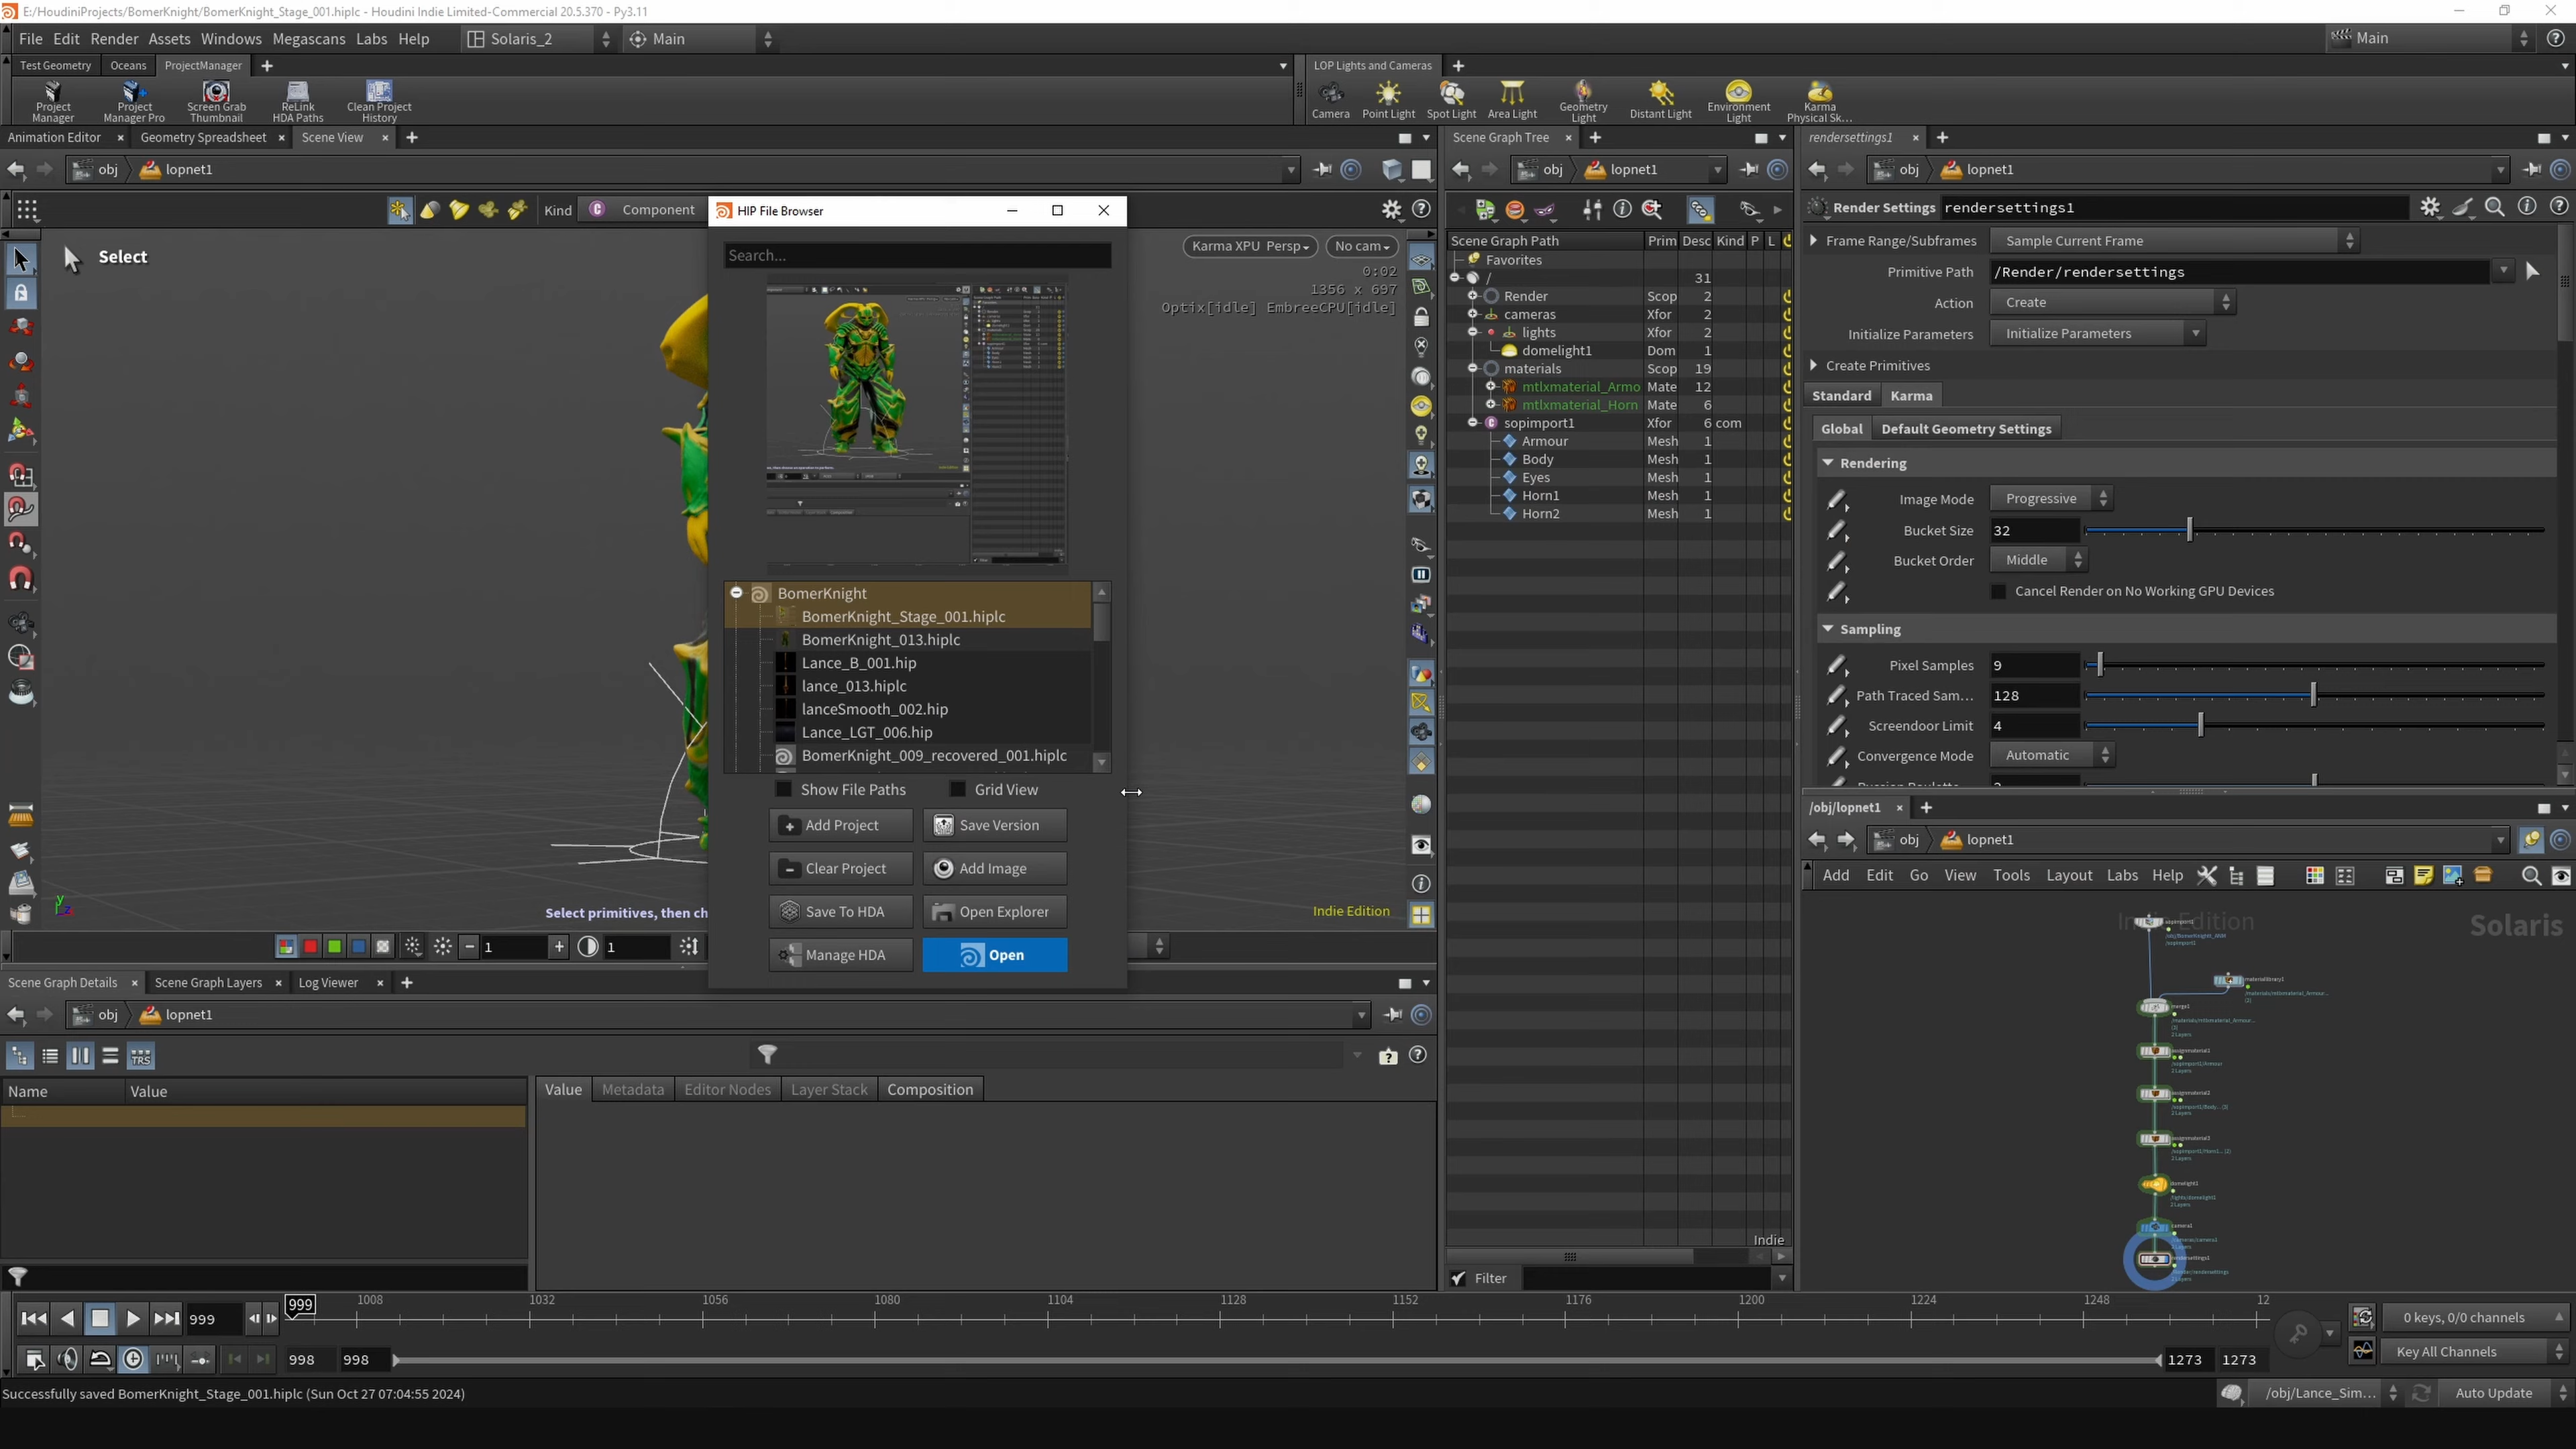 E:/HoudiniProjects/BomerKnight/BomerKnight_Stage_001.hiplc - Houdini Indie Limited-Commercial 20.5.370 - Py3.11
File Edit Render Assets Windows Megascans Labs Help Solaris_2 Main Main
Test Geometry Oceans ProjectManager
LOP Lights and Cameras
Project Manager
Project Manager Pro
Screen Grab Thumbnail
ReLink HDA Paths
Clean Project History
Camera
Point Light
Spot Light
Area Light
Geometry Light
Distant Light
Environment Light
Karma Physical Sk...
Animation Editor Geometry Spreadsheet Scene View
Scene Graph Tree
rendersettings1
obj lopnet1
obj lopnet1
obj lopnet1
Kind Component
Select
HIP File Browser
Search...
Karma XPU Persp No cam
0:02
1356 x 697
Optix[idle] EmbreeCPU[idle]
BomerKnight
BomerKnight_Stage_001.hiplc
BomerKnight_013.hiplc
Lance_B_001.hip
lance_013.hiplc
lanceSmooth_002.hip
Lance_LGT_006.hip
BomerKnight_009_recovered_001.hiplc
Show File Paths Grid View
Add Project Save Version
Clear Project Add Image
Save To HDA Open Explorer
Manage HDA Open
Select primitives, then ch
Indie Edition
1 1
Scene Graph Path Prim Desc Kind P L
Favorites
/ 31
Render Scop 2
cameras Xfor 2
lights Xfor 2
domelight1 Dom 1
materials Scop 19
mtlxmaterial_Armo Mate 12
mtlxmaterial_Horn Mate 6
sopimport1 Xfor 6 com
Armour Mesh 1
Body Mesh 1
Eyes Mesh 1
Horn1 Mesh 1
Horn2 Mesh 1
Indie
Filter
Render Settings rendersettings1
Frame Range/Subframes Sample Current Frame
Primitive Path /Render/rendersettings
Action Create
Initialize Parameters Initialize Parameters
Create Primitives
Standard Karma
Global Default Geometry Settings
Rendering
Image Mode Progressive
Bucket Size 32
Bucket Order Middle
Cancel Render on No Working GPU Devices
Sampling
Pixel Samples 9
Path Traced Sam... 128
Screendoor Limit 4
Convergence Mode Automatic
/obj/lopnet1
obj lopnet1
Add Edit Go View Tools Layout Labs Help
Indie Edition
Solaris
sopimport1
materiallibrary1
merge1
assignmaterial1
assignmaterial2
assignmaterial3
domelight1
camera1
rendersettings1
Scene Graph Details Scene Graph Layers Log Viewer
obj lopnet1
Name Value
Value Metadata Editor Nodes Layer Stack Composition
999 999 1008 1032 1056 1080 1104 1128 1152 1176 1200 1224 1248 12
0 keys, 0/0 channels
998 998 1273 1273
Key All Channels
Successfully saved BomerKnight_Stage_001.hiplc (Sun Oct 27 07:04:55 2024)
/obj/Lance_Sim... Auto Update